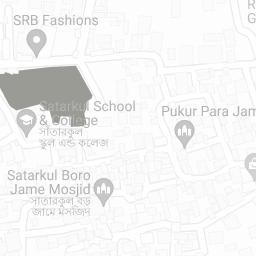 SRB Fashions
Satarkul School
& College
সাতারকুল
স্কুল এন্ড কলেজ
Pukur Para Jam
Satarkul Boro
Jame Mosjid
সাতারকুল বড়
জামে মসজিদ